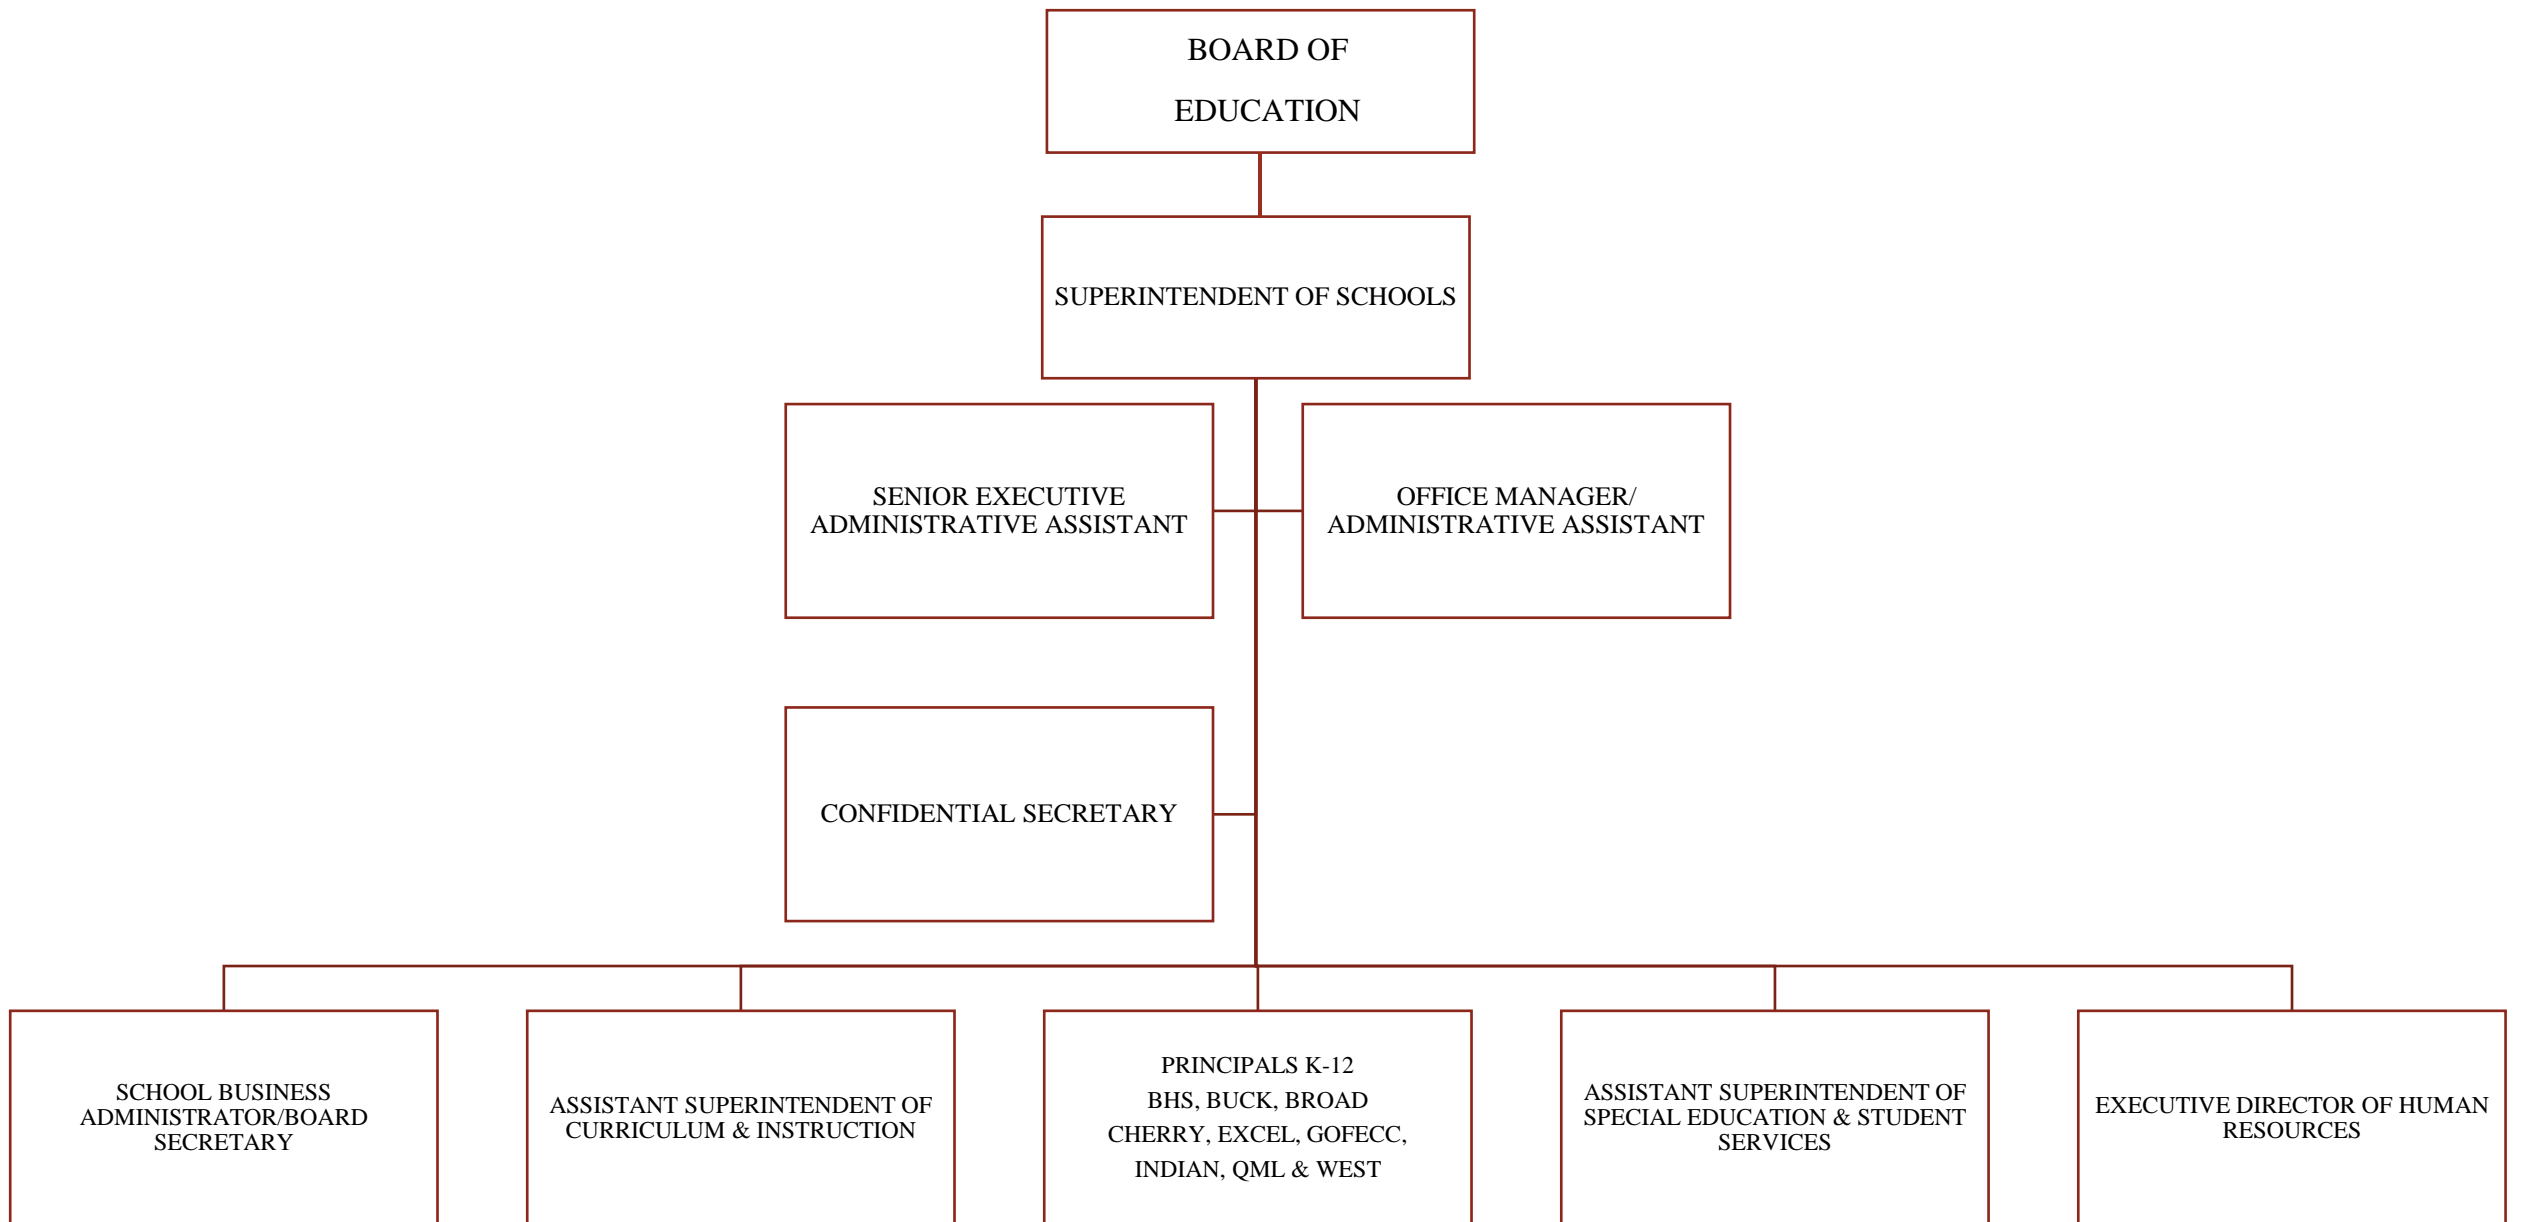 BOARD OF
EDUCATION
SUPERINTENDENT OF SCHOOLS
SENIOR EXECUTIVE
ADMINISTRATIVE ASSISTANT
OFFICE MANAGER/
ADMINISTRATIVE ASSISTANT
CONFIDENTIAL SECRETARY
SCHOOL BUSINESS
ADMINISTRATOR/BOARD
SECRETARY
ASSISTANT SUPERINTENDENT OF
CURRICULUM & INSTRUCTION
PRINCIPALS K-12
BHS, BUCK, BROAD
CHERRY, EXCEL, GOFECC,
INDIAN, QML & WEST
ASSISTANT SUPERINTENDENT OF
SPECIAL EDUCATION & STUDENT
SERVICES
EXECUTIVE DIRECTOR OF HUMAN
RESOURCES